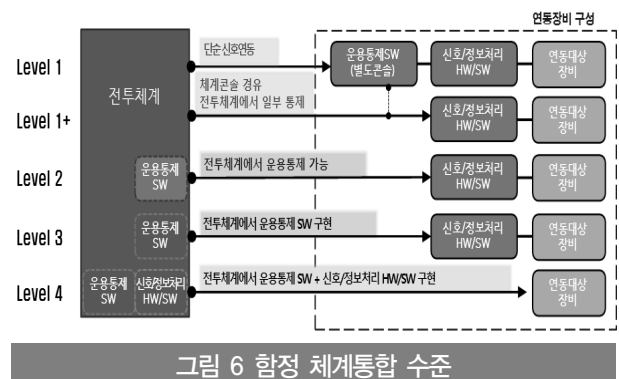 연동장비 구성
Level 1
전투체계
단순신호연동
운용통제SW
(별도콘솔)
신호/정보처리
HW/SW
연동대상
장비
Level 1+
체계콘솔 경유
전투체계에서 일부 통제
신호/정보처리
HW/SW
연동대상
장비
Level 2
운용통제
SW
전투체계에서 운용통제 가능
신호/정보처리
HW/SW
연동대상
장비
Level 3
운용통제
SW
전투체계에서 운용통제 SW 구현
신호/정보처리
HW/SW
연동대상
장비
Level 4
운용통제
SW
신호/정보처리
HW/SW
전투체계에서 운용통제 SW + 신호/정보처리 HW/SW 구현
연동대상
장비
그림 6 함정 체계통합 수준